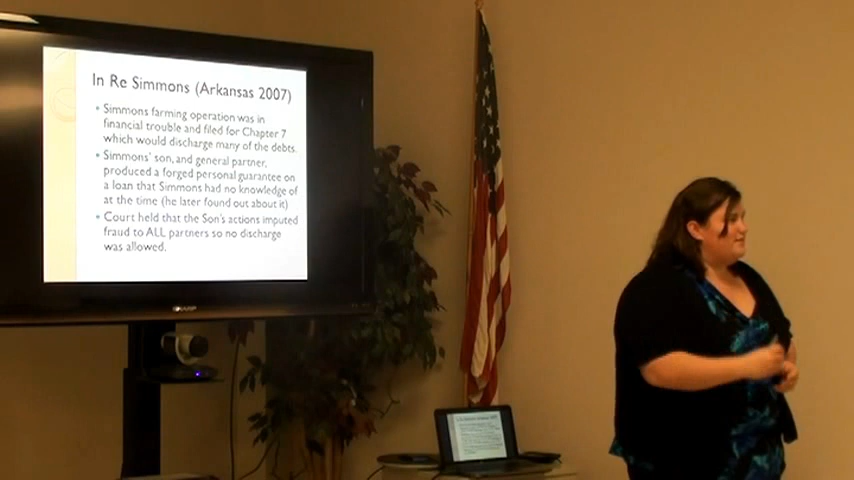 In Re Simmons (Arkansas 2007)
• Simmons farming operation was in
financial trouble and filed for Chapter 7
which would discharge many of the debts.
• Simmons' son, and general partner,
produced a forged personal guarantee on
a loan that Simmons had no knowledge of
at the time (he later found out about it)
• Court held that the Son's actions imputed
fraud to ALL partners so no discharge
was allowed.
SHARP